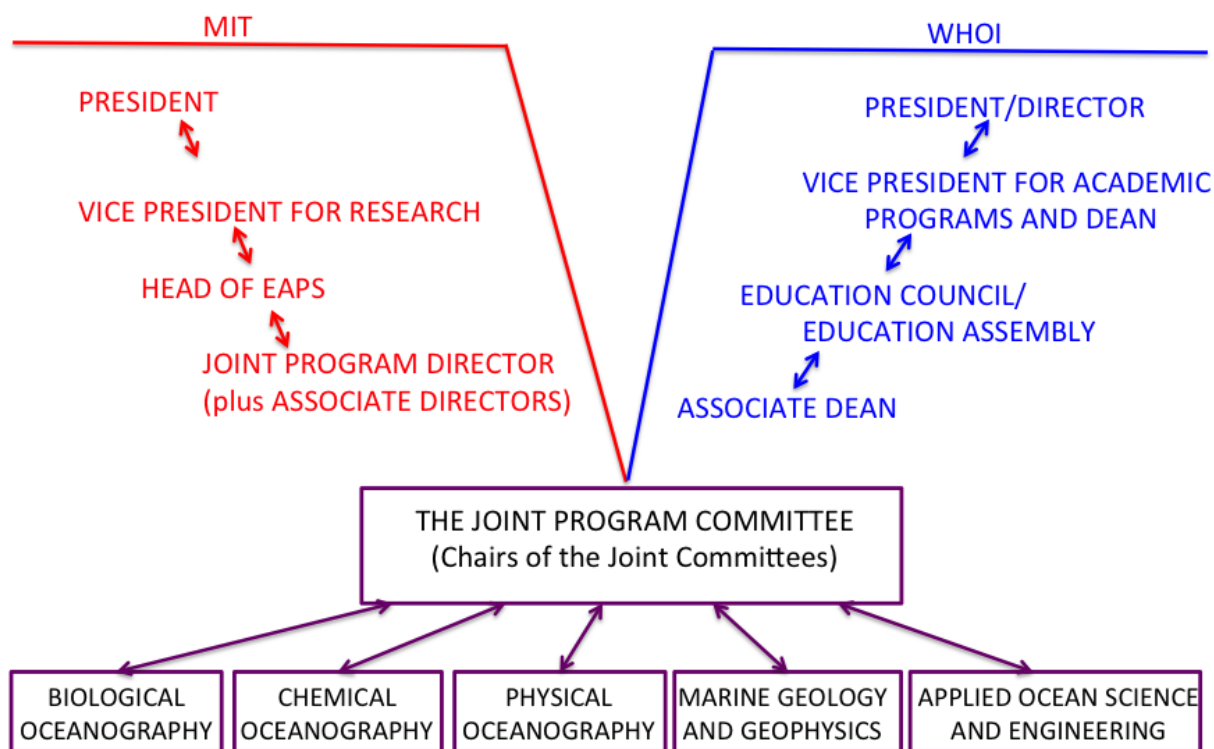 MIT
PRESIDENT
VICE PRESIDENT FOR RESEARCH
HEAD OF EAPS
JOINT PROGRAM DIRECTOR
(plus ASSOCIATE DIRECTORS)
WHOI
PRESIDENT/DIRECTOR
VICE PRESIDENT FOR ACADEMIC
PROGRAMS AND DEAN
EDUCATION COUNCIL/
EDUCATION ASSEMBLY
ASSOCIATE DEAN
THE JOINT PROGRAM COMMITTEE
(Chairs of the Joint Committees)
BIOLOGICAL
OCEANOGRAPHY
CHEMICAL
OCEANOGRAPHY
PHYSICAL
OCEANOGRAPHY
MARINE GEOLOGY
AND GEOPHYSICS
APPLIED OCEAN SCIENCE
AND ENGINEERING